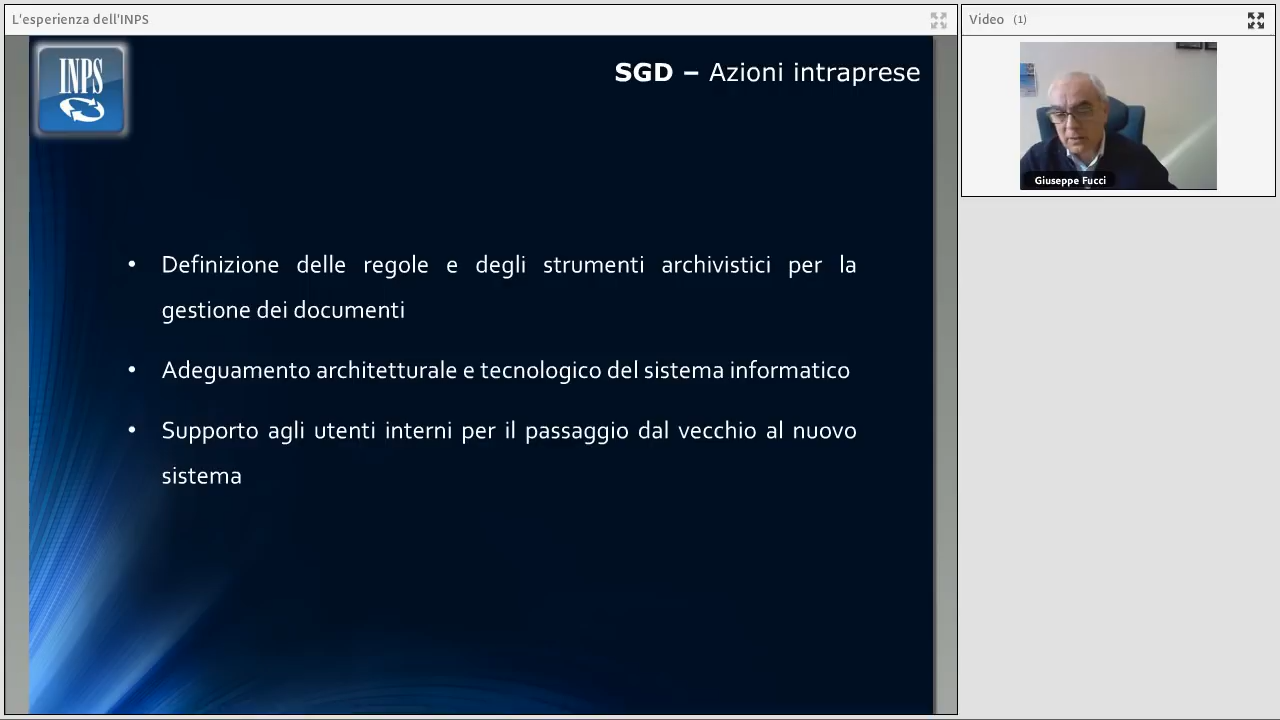 L'esperienza dell'INPS
Video (1)
INPS
SGD – Azioni intraprese
Giuseppe Fucci
• Definizione delle regole e degli strumenti archivistici per la
gestione dei documenti
• Adeguamento architetturale e tecnologico del sistema informatico
• Supporto agli utenti interni per il passaggio dal vecchio al nuovo
sistema